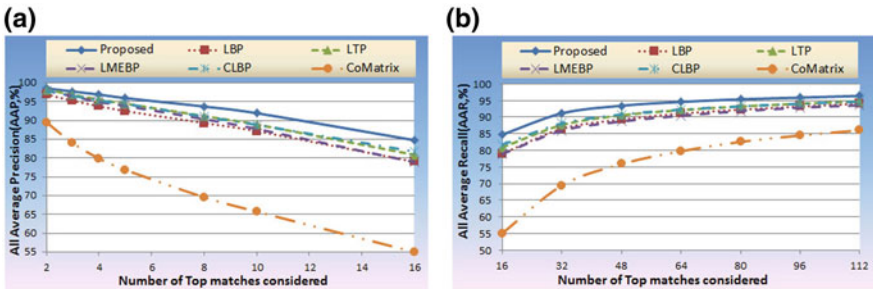 (a)
Proposed LBP LTP
LMEBP CLBP CoMatrix
All Average Precision(AAP,%)
100
95
90
85
80
75
70
65
60
55
2 4 6 8 10 12 14 16
Number of Top matches considered
(b)
Proposed LBP LTP
LMEBP CLBP CoMatrix
All Average Recall(AAR,%)
100
95
90
85
80
75
70
65
60
55
50
16 32 48 64 80 96 112
Number of Top matches considered